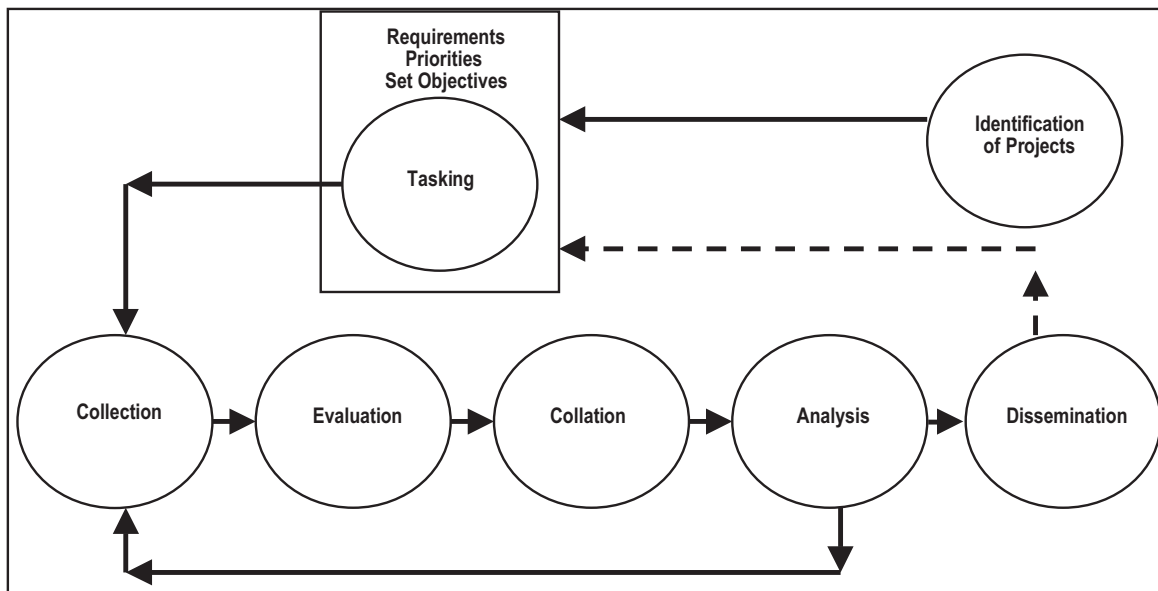 Requirements
Priorities
Set Objectives
Identification
of Projects
Tasking
Collection
Evaluation
Collation
Analysis
Dissemination